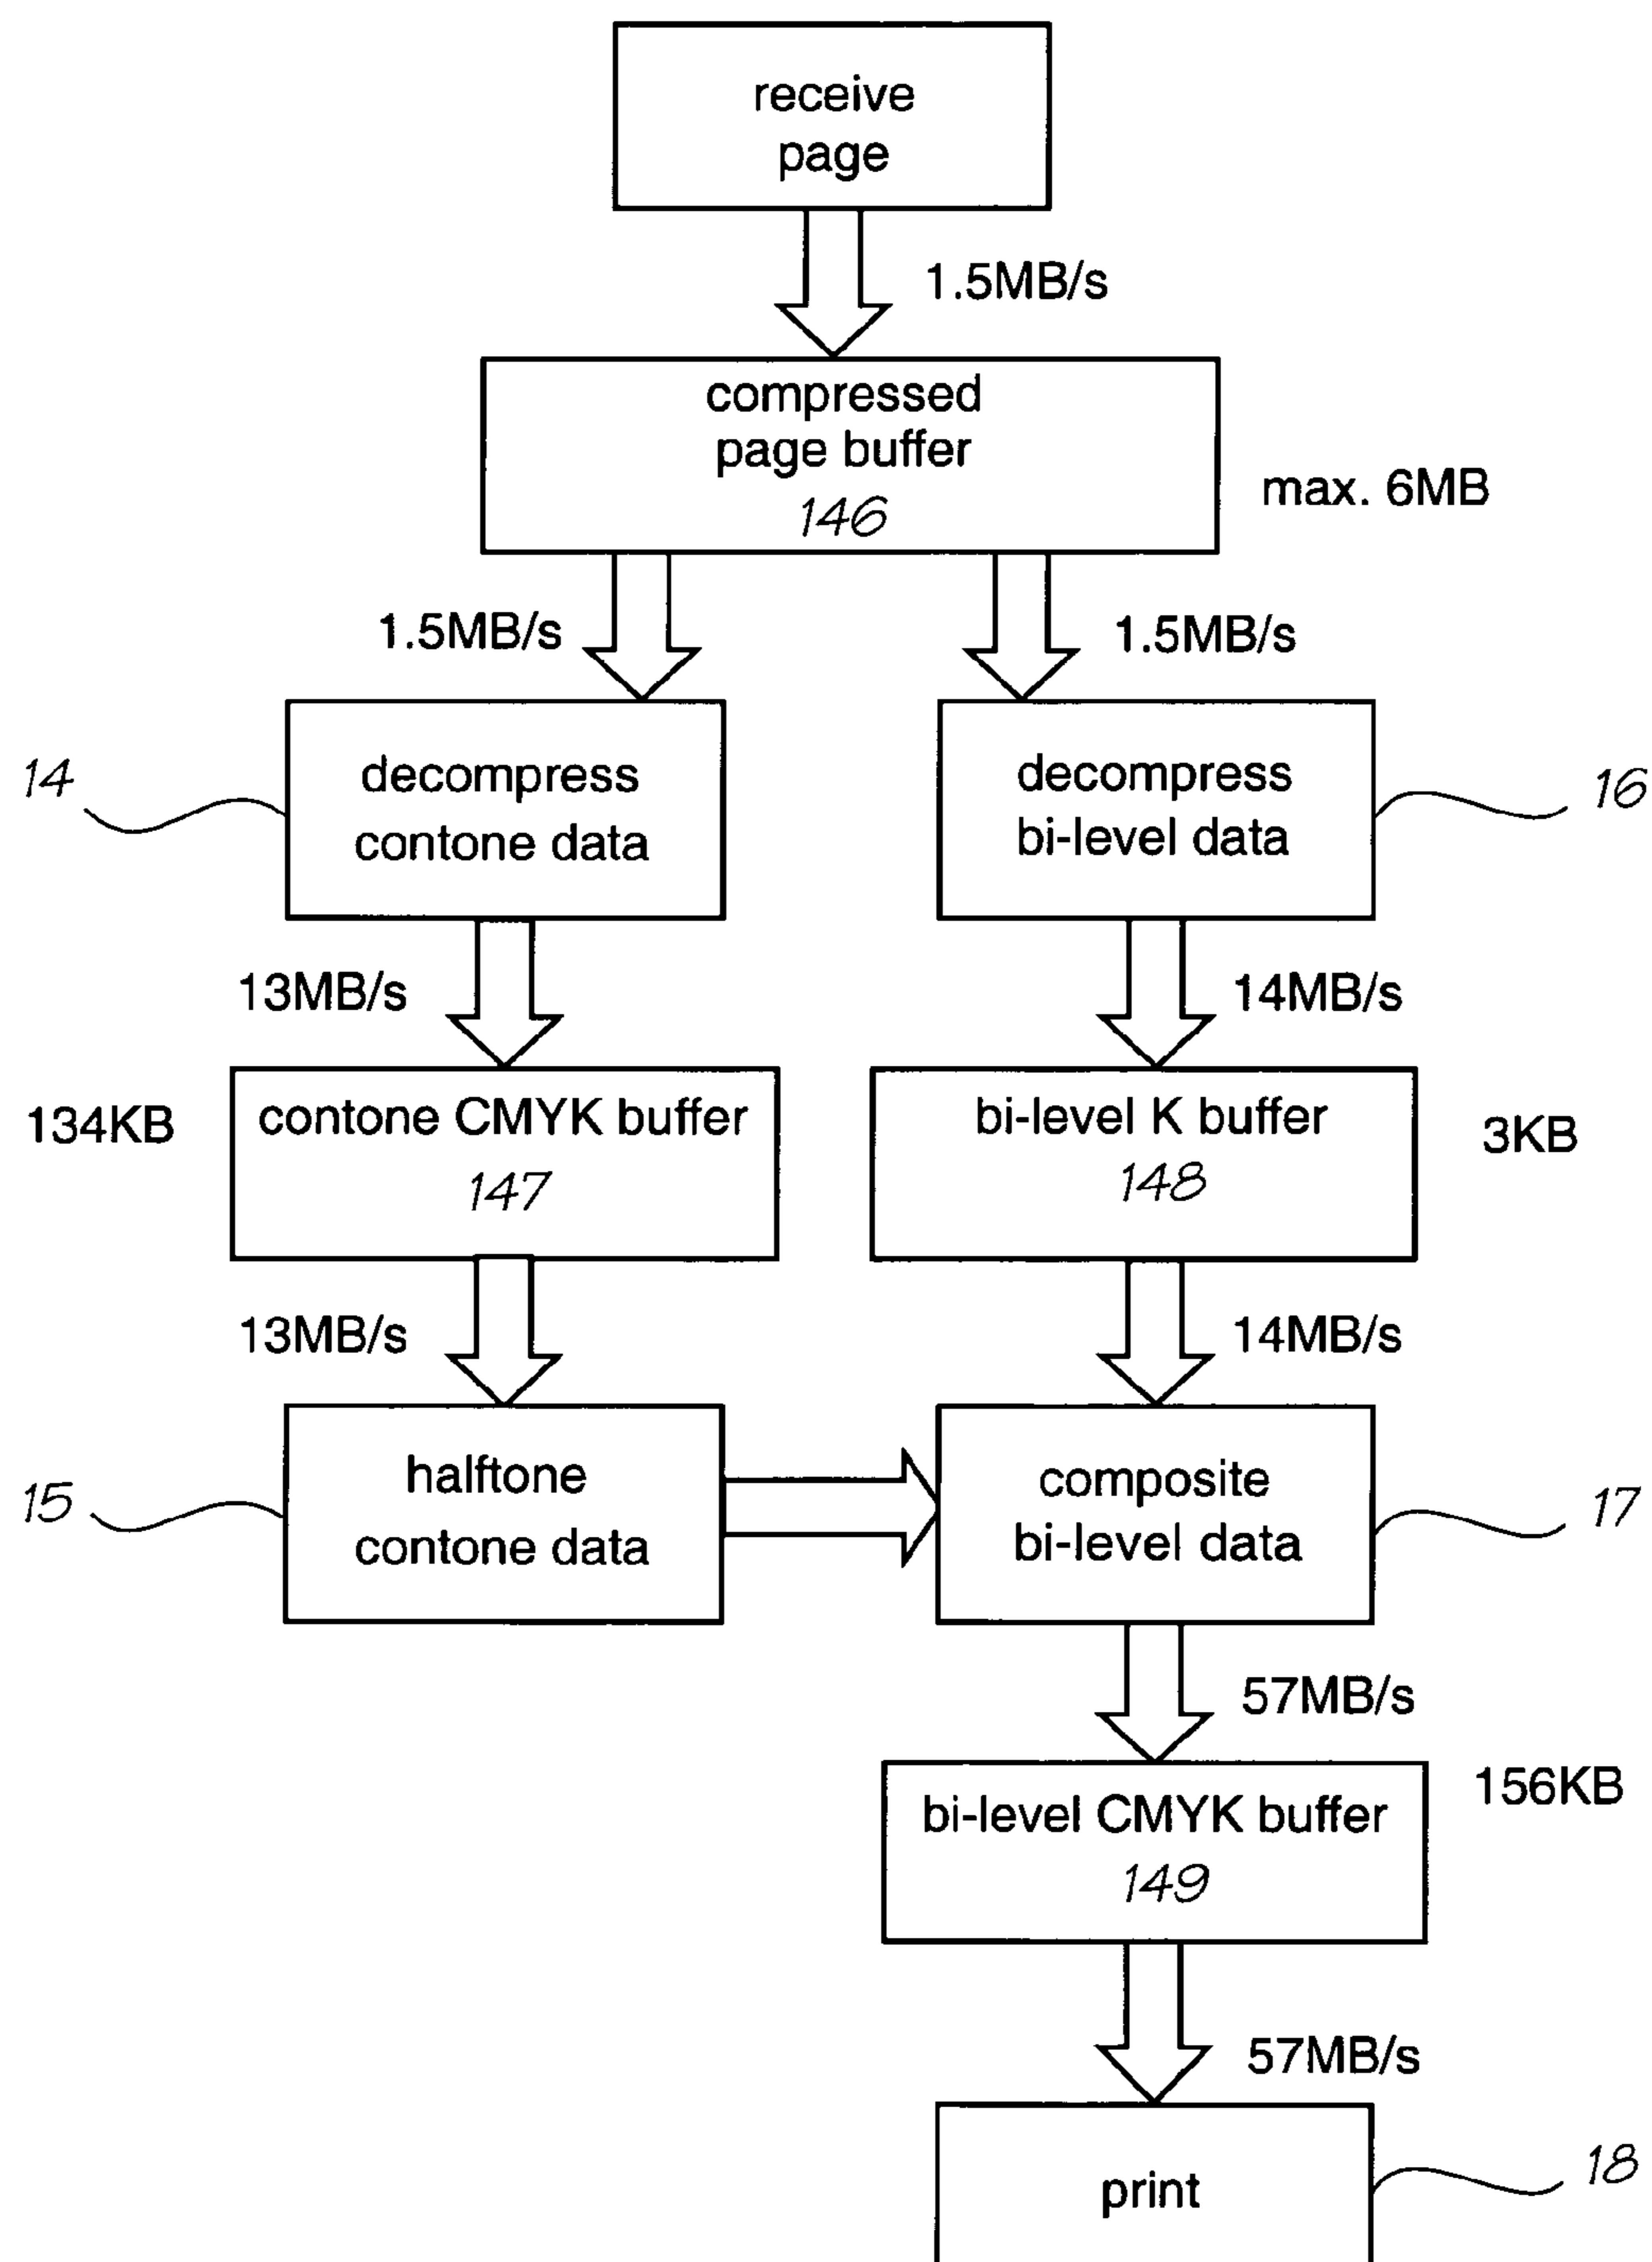 receive
page
1.5MB/s
compressed
page buffer
146
max. 6MB
1.5MB/s
1.5MB/s
14
decompress
contone data
decompress
bi-level data
16
13MB/s
14MB/s
134KB
contone CMYK buffer
147
bi-level K buffer
148
3KB
13MB/s
14MB/s
15
halftone
contone data
composite
bi-level data
17
57MB/s
bi-level CMYK buffer
149
156KB
57MB/s
print
18